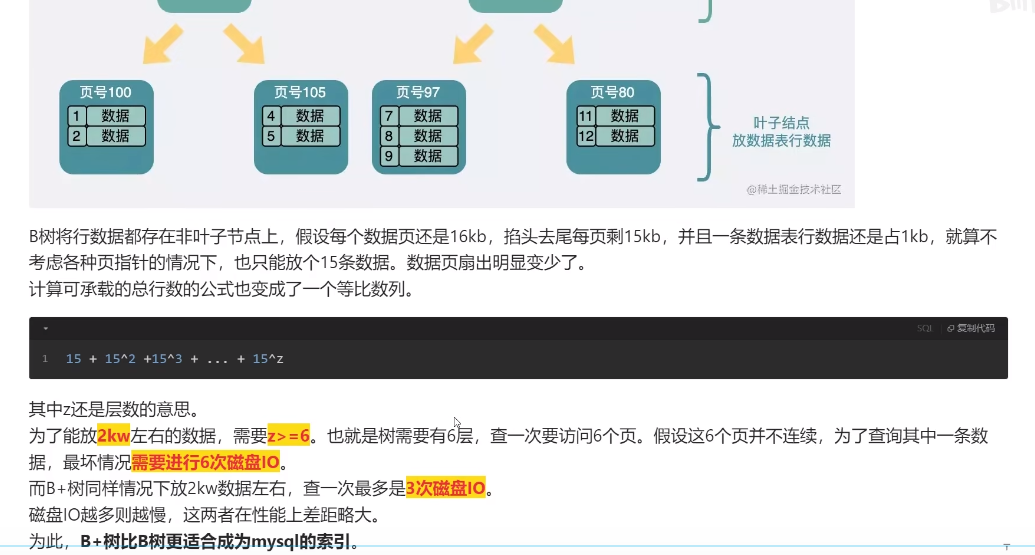 页号100
1 数据
2 数据
页号105
4 数据
5 数据
页号97
7 数据
8 数据
9 数据
页号80
11 数据
12 数据
叶子结点
放数据表行数据
@稀土掘金技术社区
B树将行数据都存在非叶子节点上，假设每个数据页还是16kb，掐头去尾每页剩15kb，并且一条数据表行数据还是占1kb，就算不
考虑各种页指针的情况下，也只能放个15条数据。数据页扇出明显变少了。
计算可承载的总行数的公式也变成了一个等比数列。
SQL 复制代码
1 15 + 15^2 +15^3 + ... + 15^z
其中z还是层数的意思。
为了能放2kw左右的数据，需要z>=6。也就是树需要有6层，查一次要访问6个页。假设这6个页并不连续，为了查询其中一条数
据，最坏情况需要进行6次磁盘IO。
而B+树同样情况下放2kw数据左右，查一次最多是3次磁盘IO。
磁盘IO越多则越慢，这两者在性能上差距略大。
为此，B+树比B树更适合成为mysql的索引。